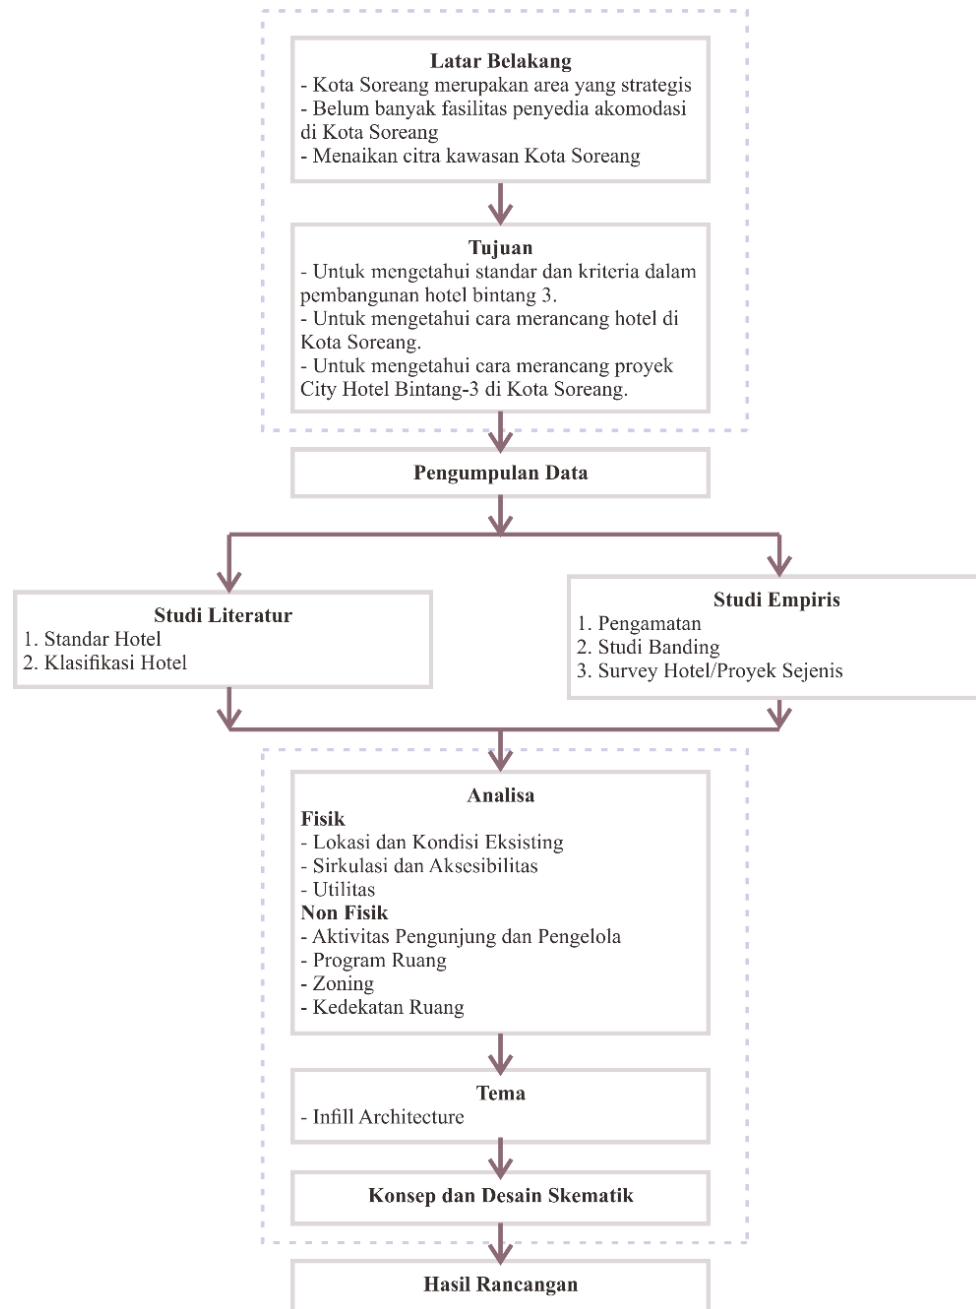 Latar Belakang
- Kota Soreang merupakan area yang strategis
- Belum banyak fasilitas penyedia akomodasi
di Kota Soreang
- Menaikan citra kawasan Kota Soreang
Tujuan
- Untuk mengetahui standar dan kriteria dalam
pembangunan hotel bintang 3.
- Untuk mengetahui cara merancang hotel di
Kota Soreang.
- Untuk mengetahui cara merancang proyek
City Hotel Bintang-3 di Kota Soreang.
Pengumpulan Data
Studi Literatur
1. Standar Hotel
2. Klasifikasi Hotel
Studi Empiris
1. Pengamatan
2. Studi Banding
3. Survey Hotel/Proyek Sejenis
Analisa
Fisik
- Lokasi dan Kondisi Eksisting
- Sirkulasi dan Aksesibilitas
- Utilitas
Non Fisik
- Aktivitas Pengunjung dan Pengelola
- Program Ruang
- Zoning
- Kedekatan Ruang
Tema
- Infill Architecture
Konsep dan Desain Skematik
Hasil Rancangan